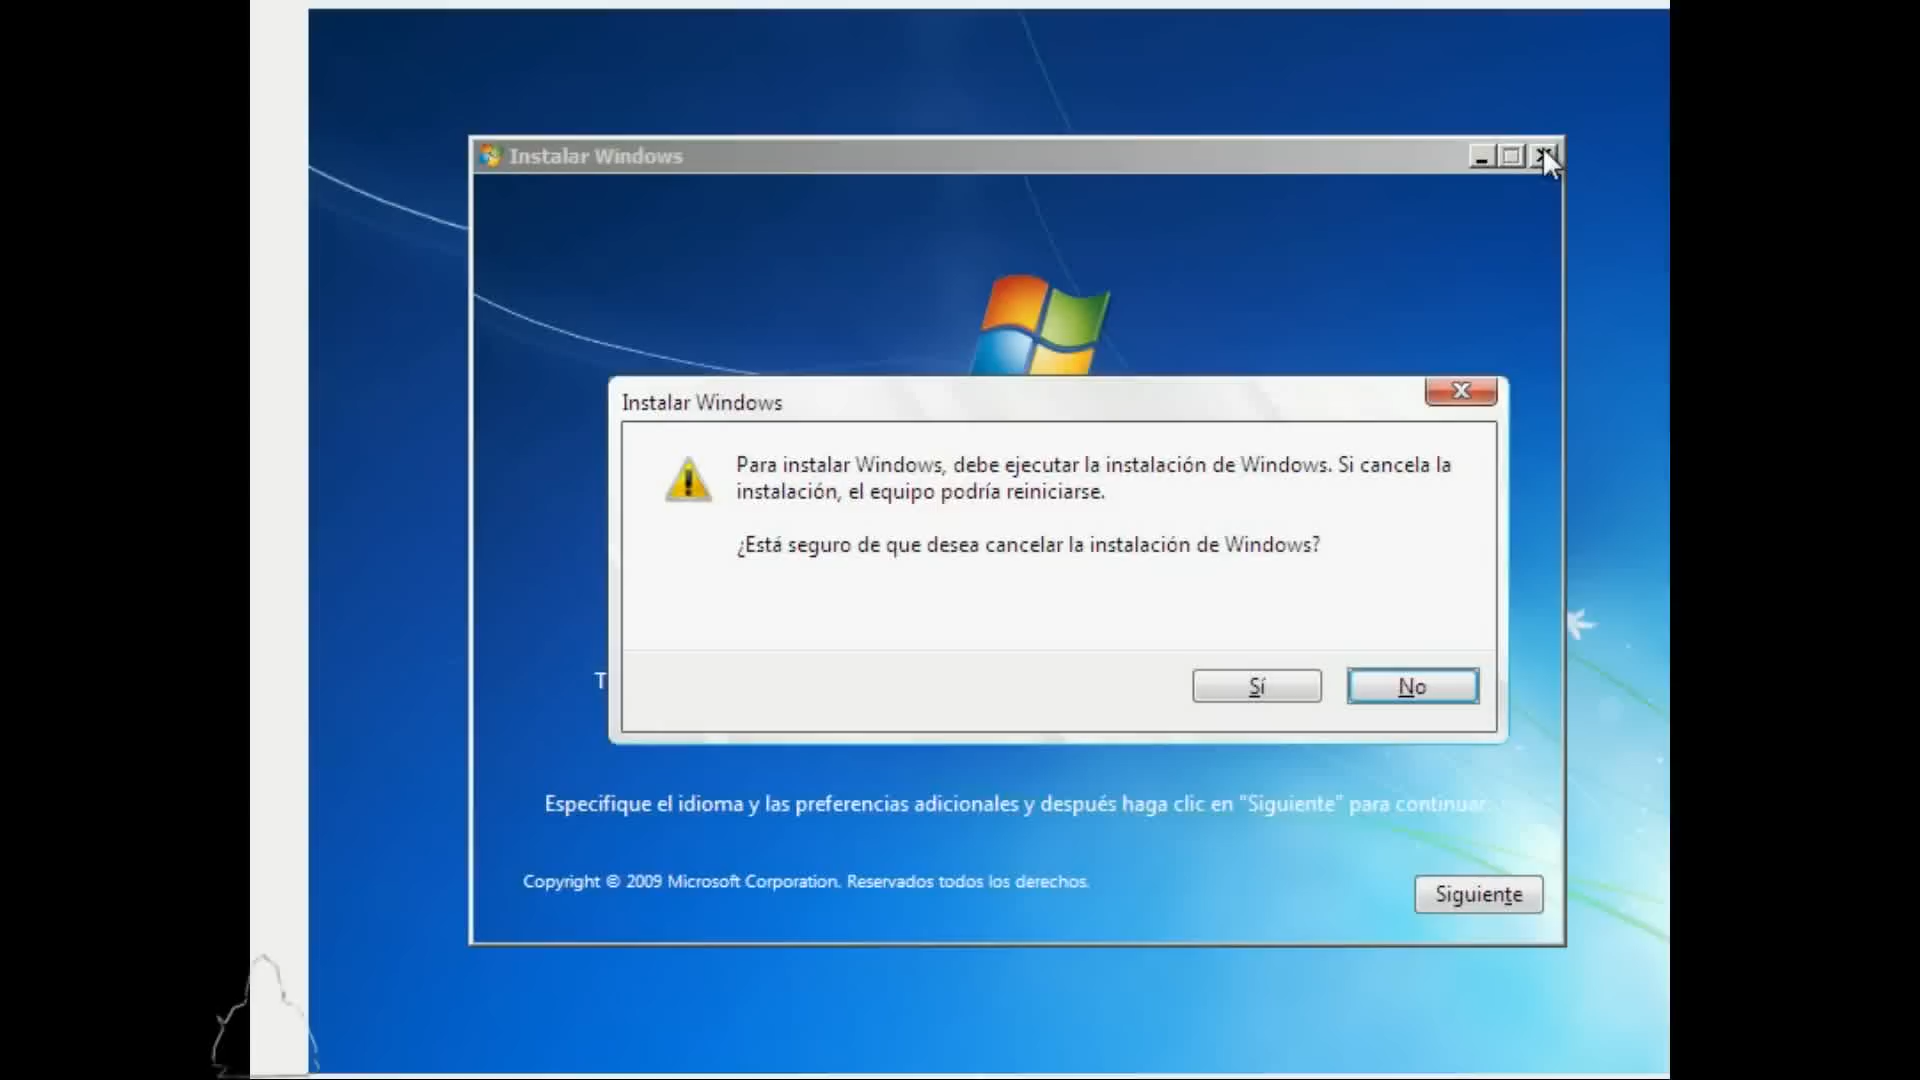 Instalar Windows
Instalar Windows
Para instalar Windows, debe ejecutar la instalación de Windows. Si cancela la
instalación, el equipo podría reiniciarse.
¿Está seguro de que desea cancelar la instalación de Windows?
Sí
No
T
Especifique el idioma y las preferencias adicionales y después haga clic en "Siguiente" para continuar.
Copyright © 2009 Microsoft Corporation. Reservados todos los derechos.
Siguiente